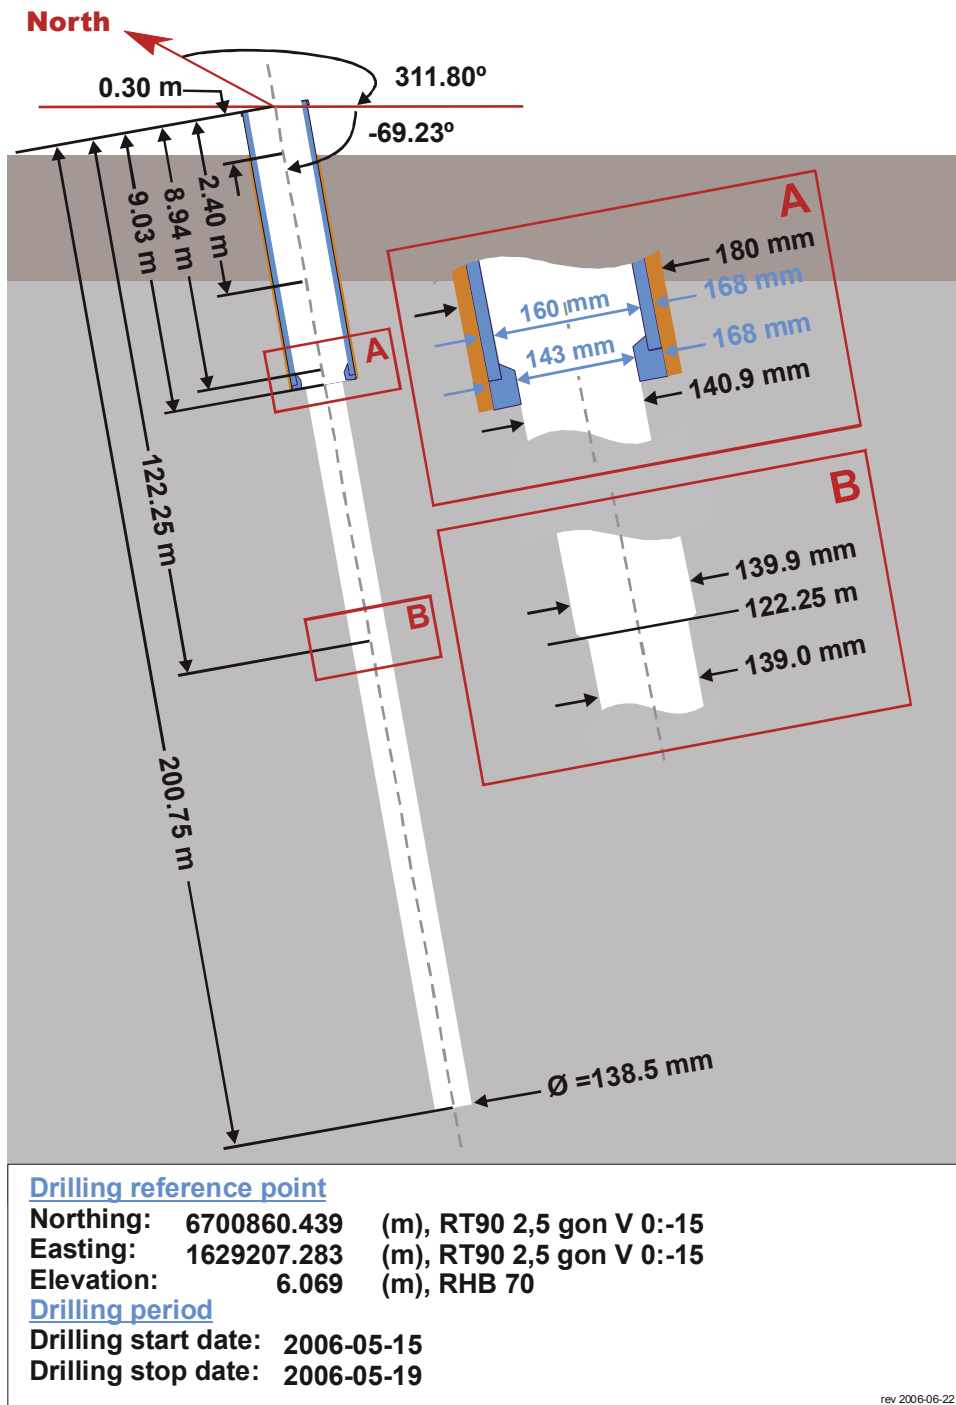 North
0.30 m
311.80º
-69.23º
2.40 m
8.94 m
9.03 m
122.25 m
200.75 m
A
B
A
180 mm
168 mm
160 mm
168 mm
143 mm
140.9 mm
B
139.9 mm
122.25 m
139.0 mm
Ø =138.5 mm
Drilling reference point
Northing: 6700860.439 (m), RT90 2,5 gon V 0:-15
Easting: 1629207.283 (m), RT90 2,5 gon V 0:-15
Elevation: 6.069 (m), RHB 70
Drilling period
Drilling start date: 2006-05-15
Drilling stop date: 2006-05-19
rev 2006-06-22